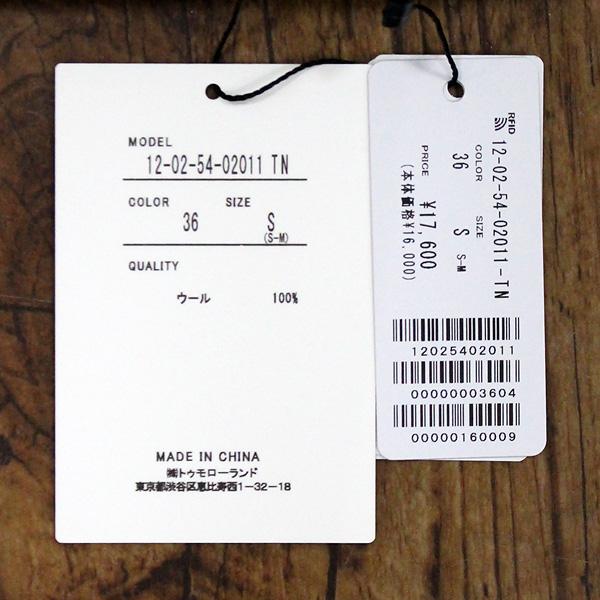 MODEL
12-02-54-02011 TN
COLOR SIZE
36 S
(S-M)
QUALITY
ウール 100%
MADE IN CHINA
㈱トゥモローランド
東京都渋谷区恵比寿西1-32-18
RFID
12-02-54-02011-TN
COLOR SIZE
36 S S-M
PRICE ¥17,600
(本体価格¥16,000)
12025402011
00000003604
00000160009